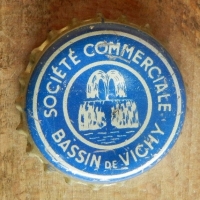 SOCIÉTÉ COMMERCIALE
BASSIN DE VICHY